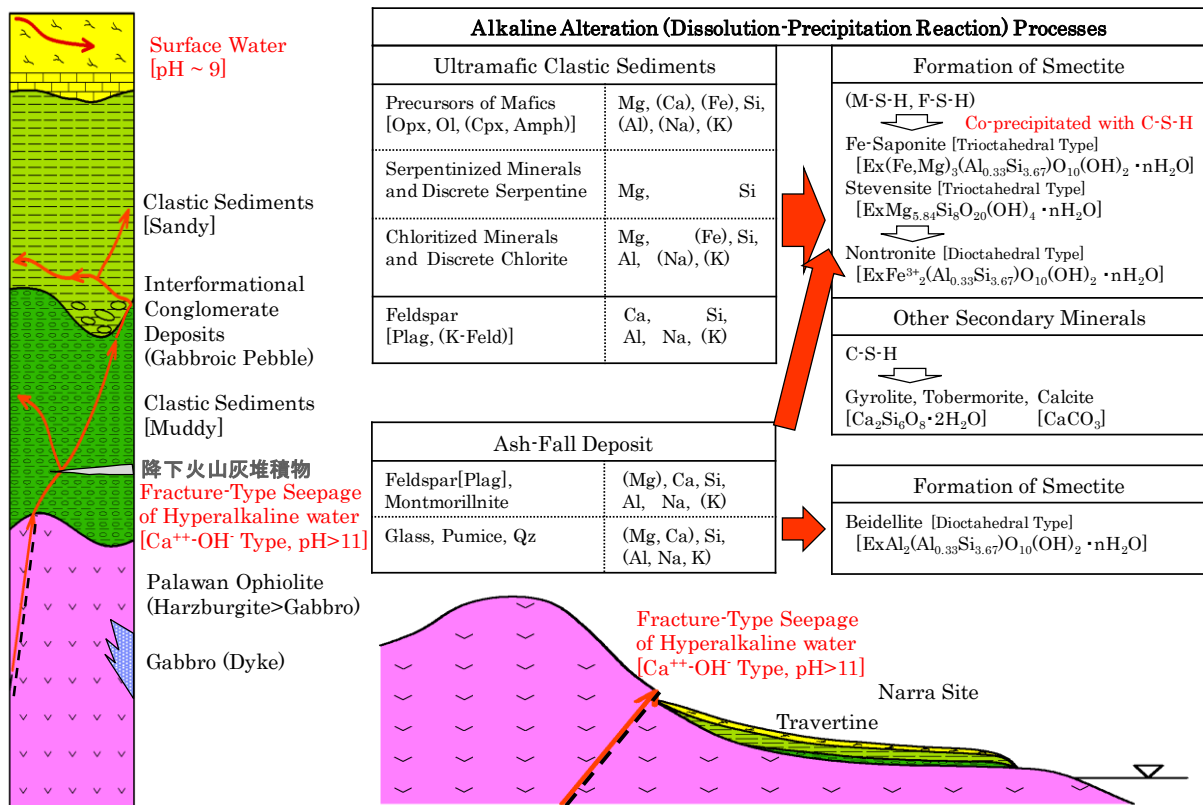 Surface Water
[pH ~ 9]
Clastic Sediments
[Sandy]
Interformational
Conglomerate
Deposits
(Gabbroic Pebble)
Clastic Sediments
[Muddy]
降下火山灰堆積物
Fracture-Type Seepage
of Hyperalkaline water
[Ca⁺⁺-OH⁻ Type, pH>11]
Palawan Ophiolite
(Harzburgite>Gabbro)
Gabbro (Dyke)
Alkaline Alteration (Dissolution-Precipitation Reaction) Processes
Ultramafic Clastic Sediments
Precursors of Mafics
[Opx, Ol, (Cpx, Amph)]
Mg, (Ca), (Fe), Si,
(Al), (Na), (K)
Serpentinized Minerals
and Discrete Serpentine
Mg, Si
Chloritized Minerals
and Discrete Chlorite
Mg, (Fe), Si,
Al, (Na), (K)
Feldspar
[Plag, (K-Feld)]
Ca, Si,
Al, Na, (K)
Ash-Fall Deposit
Feldspar[Plag],
Montmorillnite
(Mg), Ca, Si,
Al, Na, (K)
Glass, Pumice, Qz
(Mg, Ca), Si,
(Al, Na, K)
Formation of Smectite
(M-S-H, F-S-H)
Co-precipitated with C-S-H
Fe-Saponite [Trioctahedral Type]
[Ex(Fe,Mg)₃(Al₀.₃₃Si₃.₆₇)O₁₀(OH)₂・nH₂O]
Stevensite [Trioctahedral Type]
[ExMg₅.₈₄Si₈O₂₀(OH)₄・nH₂O]
Nontronite [Dioctahedral Type]
[ExFe³⁺₂(Al₀.₃₃Si₃.₆₇)O₁₀(OH)₂・nH₂O]
Other Secondary Minerals
C-S-H
Gyrolite, Tobermorite, Calcite
[Ca₂Si₆O₈・2H₂O] [CaCO₃]
Formation of Smectite
Beidellite [Dioctahedral Type]
[ExAl₂(Al₀.₃₃Si₃.₆₇)O₁₀(OH)₂・nH₂O]
Fracture-Type Seepage
of Hyperalkaline water
[Ca⁺⁺-OH⁻ Type, pH>11]
Narra Site
Travertine